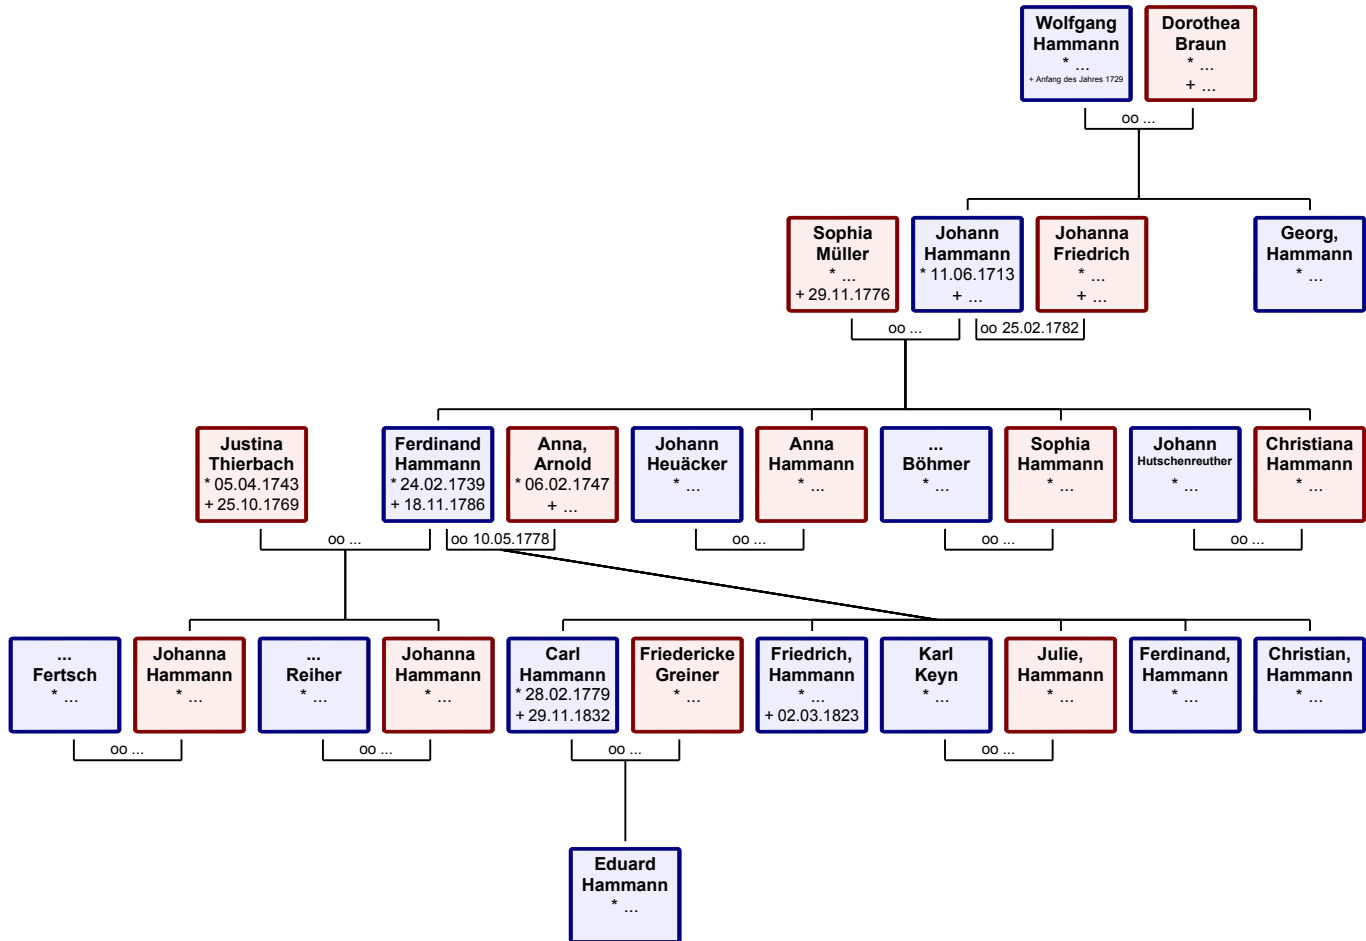 Wolfgang
Hammann
* ...
+ Anfang des Jahres 1729
Dorothea
Braun
* ...
+ ...
oo ...
Sophia
Müller
* ...
+ 29.11.1776
Johann
Hammann
* 11.06.1713
+ ...
Johanna
Friedrich
* ...
+ ...
Georg,
Hammann
* ...
oo ...
oo 25.02.1782
Justina
Thierbach
* 05.04.1743
+ 25.10.1769
Ferdinand
Hammann
* 24.02.1739
+ 18.11.1786
Anna,
Arnold
* 06.02.1747
+ ...
Johann
Heuäcker
* ...
Anna
Hammann
* ...
...
Böhmer
* ...
Sophia
Hammann
* ...
Johann
Hutschenreuther
* ...
Christiana
Hammann
* ...
oo ...
oo 10.05.1778
oo ...
oo ...
oo ...
...
Fertsch
* ...
Johanna
Hammann
* ...
...
Reiher
* ...
Johanna
Hammann
* ...
Carl
Hammann
* 28.02.1779
+ 29.11.1832
Friedericke
Greiner
* ...
Friedrich,
Hammann
* ...
+ 02.03.1823
Karl
Keyn
* ...
Julie,
Hammann
* ...
Ferdinand,
Hammann
* ...
Christian,
Hammann
* ...
oo ...
oo ...
oo ...
oo ...
Eduard
Hammann
* ...